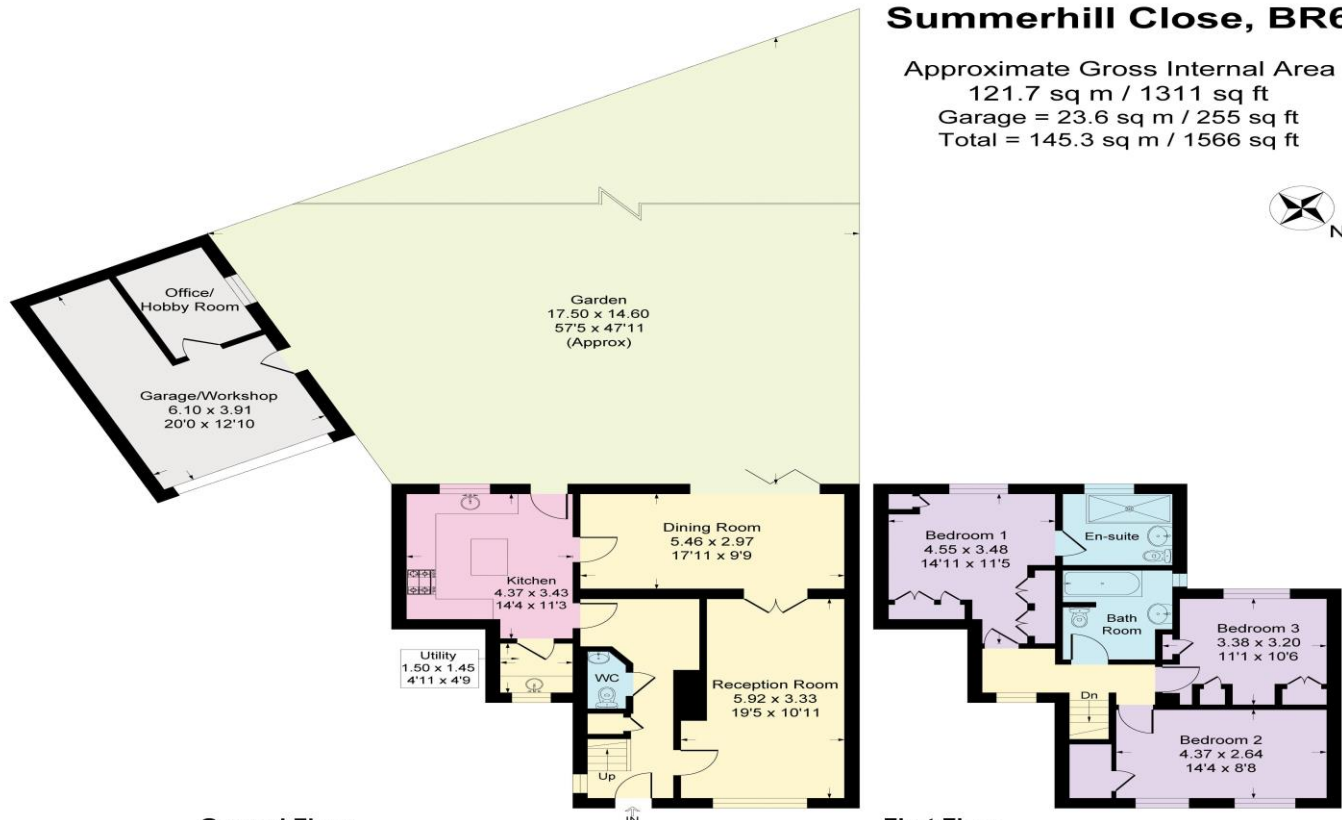 Summerhill Close, BR6
Approximate Gross Internal Area
121.7 sq m / 1311 sq ft
Garage = 23.6 sq m / 255 sq ft
Total = 145.3 sq m / 1566 sq ft
N
Office/
Hobby Room
Garden
17.50 x 14.60
57'5 x 47'11
(Approx)
Garage/Workshop
6.10 x 3.91
20'0 x 12'10
Dining Room
5.46 x 2.97
17'11 x 9'9
Kitchen
4.37 x 3.43
14'4 x 11'3
Utility
1.50 x 1.45
4'11 x 4'9
WC
Reception Room
5.92 x 3.33
19'5 x 10'11
Up
IN
Bedroom 1
4.55 x 3.48
14'11 x 11'5
En-suite
Bath
Room
Bedroom 3
3.38 x 3.20
11'1 x 10'6
Dn
Bedroom 2
4.37 x 2.64
14'4 x 8'8